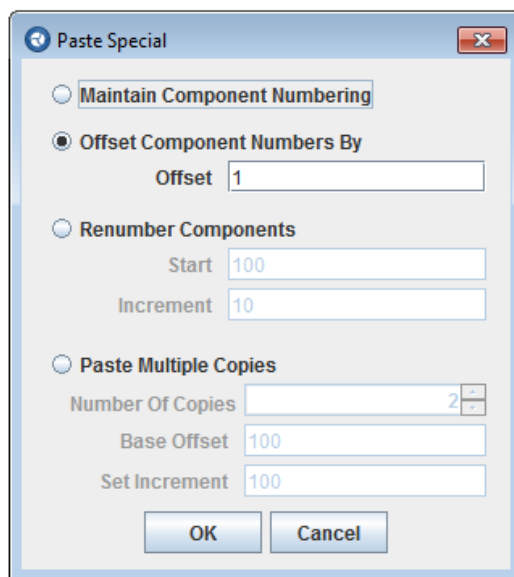 Paste Special
Maintain Component Numbering
Offset Component Numbers By
Offset 1
Renumber Components
Start 100
Increment 10
Paste Multiple Copies
Number Of Copies 2
Base Offset 100
Set Increment 100
OK Cancel